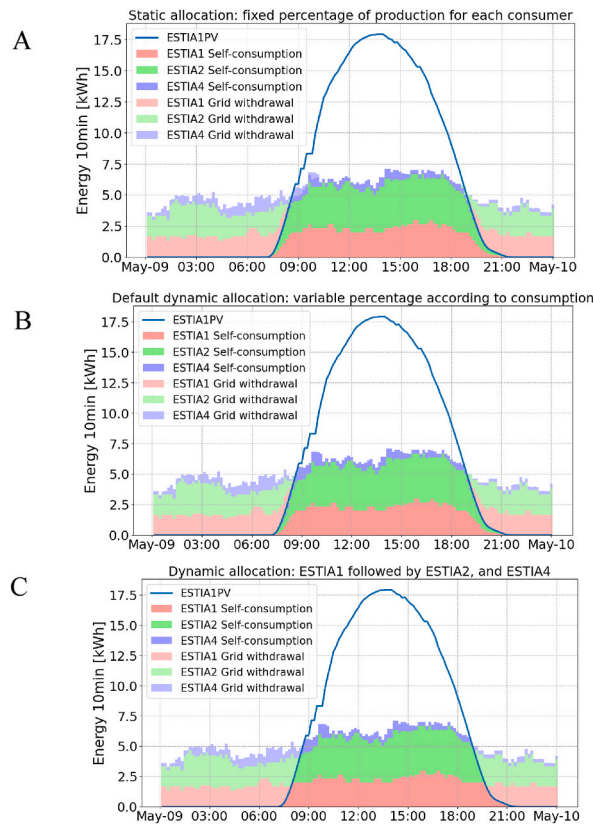 A
Static allocation: fixed percentage of production for each consumer
Energy 10min [kWh]
17.5
15.0
12.5
10.0
7.5
5.0
2.5
0.0
ESTIA1PV
ESTIA1 Self-consumption
ESTIA2 Self-consumption
ESTIA4 Self-consumption
ESTIA1 Grid withdrawal
ESTIA2 Grid withdrawal
ESTIA4 Grid withdrawal
May-09 03:00 06:00 09:00 12:00 15:00 18:00 21:00 May-10
B
Default dynamic allocation: variable percentage according to consumption
Energy 10min [kWh]
17.5
15.0
12.5
10.0
7.5
5.0
2.5
0.0
ESTIA1PV
ESTIA1 Self-consumption
ESTIA2 Self-consumption
ESTIA4 Self-consumption
ESTIA1 Grid withdrawal
ESTIA2 Grid withdrawal
ESTIA4 Grid withdrawal
May-09 03:00 06:00 09:00 12:00 15:00 18:00 21:00 May-10
C
Dynamic allocation: ESTIA1 followed by ESTIA2, and ESTIA4
Energy 10min [kWh]
17.5
15.0
12.5
10.0
7.5
5.0
2.5
0.0
ESTIA1PV
ESTIA1 Self-consumption
ESTIA2 Self-consumption
ESTIA4 Self-consumption
ESTIA1 Grid withdrawal
ESTIA2 Grid withdrawal
ESTIA4 Grid withdrawal
May-09 03:00 06:00 09:00 12:00 15:00 18:00 21:00 May-10